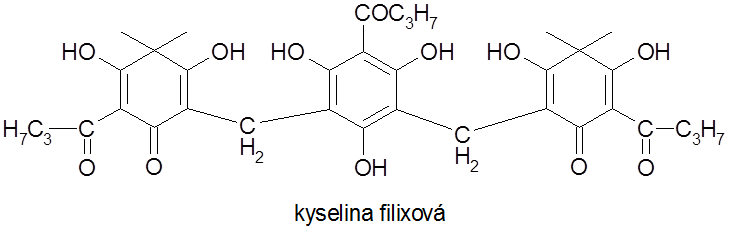 COC3H7
HO OH HO OH HO OH
H7C3 C C H2 C H2 C C3H7
O O OH O O
kyselina filixová